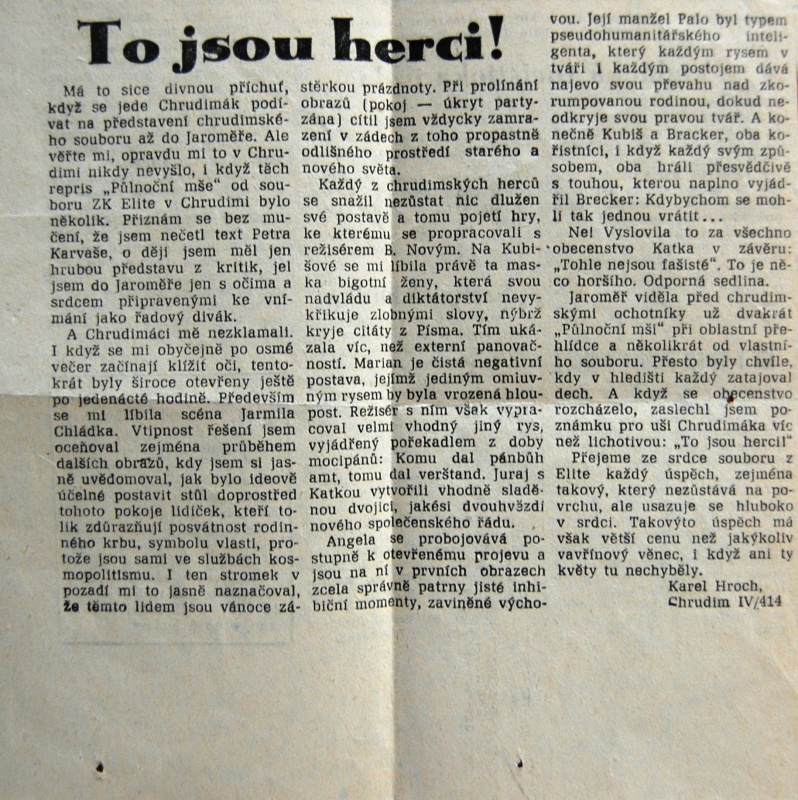 To jsou herci!
Má to sice divnou příchuť,
když se jede Chrudimák podí-
vat na představení chrudimské-
ho souboru až do Jaroměře. Ale
věřte mi, opravdu mi to v Chru-
dimi nikdy nevyšlo, i když těch
repris „Půlnoční mše" od sou-
boru ZK Elite v Chrudimi bylo
několik. Přiznám se bez mu-
čení, že jsem nečetl text Petra
Karvaše, o ději jsem měl jen
hrubou představu z kritik, jel
jsem do Jaroměře jen s očima a
srdcem připravenými ke vní-
mání jako řadový divák.
A Chrudimáci mě nezklamali.
I když se mi obyčejně po osmé
večer začínají klížit oči, tento-
krát byly široce otevřeny ještě
po jedenácté hodině. Především
se mi líbila scéna Jarmila
Chládka. Vtipnost řešení jsem
oceňoval zejména průběhem
dalších obrazů, kdy jsem si jas-
ně uvědomoval, jak bylo ideově
účelné postavit stůl doprostřed
tohoto pokoje lidiček, kteří to-
lik zdůrazňují posvátnost rodin-
ného krbu, symbolu vlasti, pro-
tože jsou sami ve službách kos-
mopolitismu. I ten stromek v
pozadí mi to jasně naznačoval,
že těmto lidem jsou vánoce zá-
stěrkou prázdnoty. Při prolínání
obrazů (pokoj — úkryt party-
zána) cítil jsem vždycky zamra-
zení v zádech z toho propastně
odlišného prostředí starého a
nového světa.
Každý z chrudimských herců
se snažil nezůstat nic dlužen
své postavě a tomu pojetí hry,
ke kterému se propracovali s
režisérem B. Novým. Na Kubi-
šové se mi líbila právě ta mas-
ka bigotní ženy, která svou
nadvládu a diktátorství nevy-
křikuje zlobnými slovy, nýbrž
kryje citáty z Písma. Tím uká-
zala víc, než externí panovač-
ností. Marian je čistá negativní
postava, jejímž jediným omluv-
ným rysem by byla vrozená hlou-
post. Režisér s ním však vypra-
coval velmi vhodný jiný rys,
vyjádřený pořekadlem z doby
mocipánů: Komu dal pánbůh
amt, tomu dal verštand. Juraj s
Katkou vytvořili vhodně sladě-
nou dvojici, jakési dvouhvězdí
nového společenského řádu.
Angela se probojovává po-
stupně k otevřenému projevu a
jsou na ní v prvních obrazech
zcela správně patrny jisté inhi-
biční momenty, zaviněné výcho-
vou. Její manžel Palo byl typem
pseudohumanitářského inteli-
genta, který každým rysem v
tváři i každým postojem dává
najevo svou převahu nad zko-
rumpovanou rodinou, dokud ne-
odkryje svou pravou tvář. A ko-
nečně Kubiš a Bracker, oba ko-
řistníci, i když každý svým způ-
sobem, oba hráli přesvědčivě
s touhou, kterou naplno vyjád-
řil Brecker: Kdybychom se moh-
li tak jednou vrátit...
Ne! Vyslovila to za všechno
obecenstvo Katka v závěru:
„Tohle nejsou fašisté". To je ně-
co horšího. Odporná sedlina.
Jaroměř viděla před chrudim-
skými ochotníky už dvakrát
„Půlnoční mši" při oblastní pře-
hlídce a několikrát od vlastní-
ho souboru. Přesto byly chvíle,
kdy v hledišti každý zatajoval
dech. A když se obecenstvo
rozcházelo, zaslechl jsem po-
známku pro uši Chrudimáka víc
než lichotivou: „To jsou herci!"
Přejeme ze srdce souboru z
Elite každý úspěch, zejména
takový, který nezůstává na po-
vrchu, ale usazuje se hluboko
v srdci. Takovýto úspěch má
však větší cenu než jakýkoliv
vavřínový věnec, i když ani ty
květy tu nechyběly.
Karel Hroch,
Chrudim IV/414